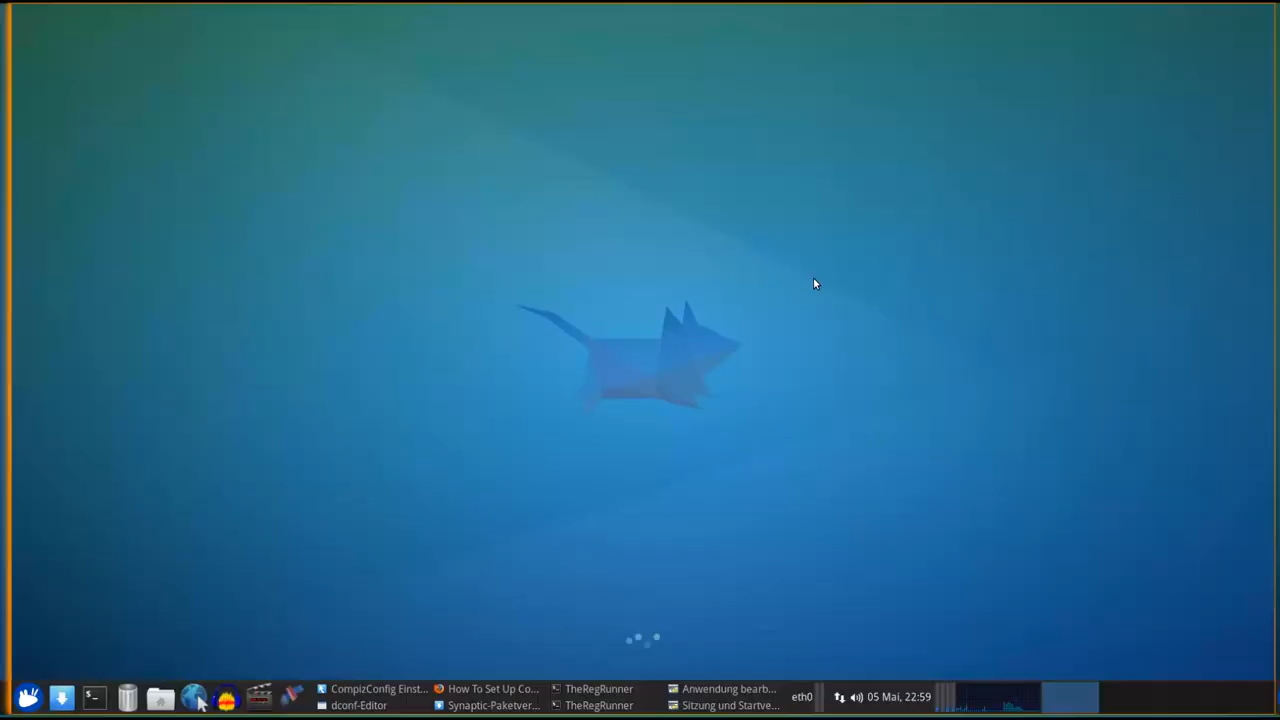 CompizConfig Einst...
How To Set Up Co...
TheRegRunner
Anwendung bearb...
dconf-Editor
Synaptic-Paketver...
TheRegRunner
Sitzung und Startve...
eth0
05 Mai, 22:59